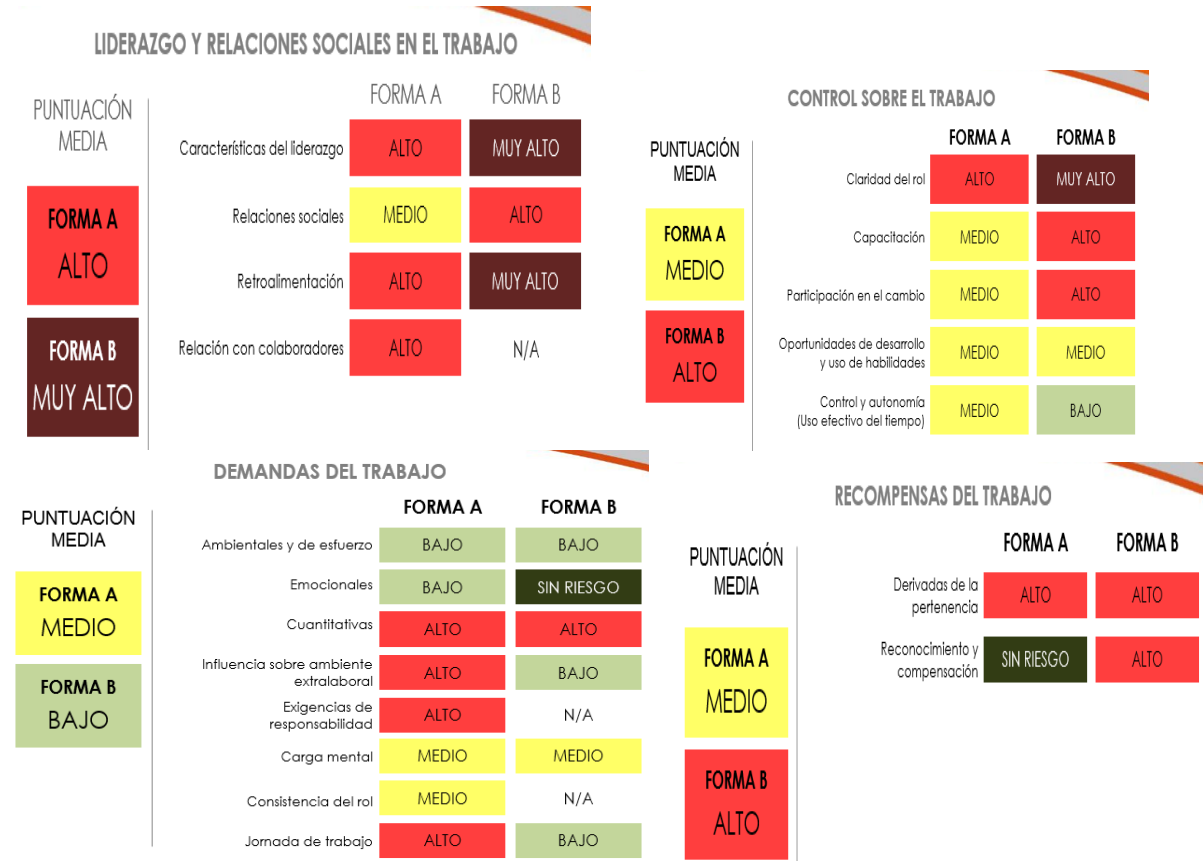 LIDERAZGO Y RELACIONES SOCIALES EN EL TRABAJO
PUNTUACIÓN
MEDIA
FORMA A
ALTO
FORMA B
MUY ALTO
FORMA A FORMA B
Características del liderazgo ALTO MUY ALTO
Relaciones sociales MEDIO ALTO
Retroalimentación ALTO MUY ALTO
Relación con colaboradores ALTO N/A
CONTROL SOBRE EL TRABAJO
PUNTUACIÓN
MEDIA
FORMA A
MEDIO
FORMA B
ALTO
FORMA A FORMA B
Claridad del rol ALTO MUY ALTO
Capacitación MEDIO ALTO
Participación en el cambio MEDIO ALTO
Oportunidades de desarrollo
y uso de habilidades MEDIO MEDIO
Control y autonomía
(Uso efectivo del tiempo) MEDIO BAJO
DEMANDAS DEL TRABAJO
PUNTUACIÓN
MEDIA
FORMA A
MEDIO
FORMA B
BAJO
FORMA A FORMA B
Ambientales y de esfuerzo BAJO BAJO
Emocionales BAJO SIN RIESGO
Cuantitativas ALTO ALTO
Influencia sobre ambiente
extralaboral ALTO BAJO
Exigencias de
responsabilidad ALTO N/A
Carga mental MEDIO MEDIO
Consistencia del rol MEDIO N/A
Jornada de trabajo ALTO BAJO
RECOMPENSAS DEL TRABAJO
PUNTUACIÓN
MEDIA
FORMA A
MEDIO
FORMA B
ALTO
FORMA A FORMA B
Derivadas de la
pertenencia ALTO ALTO
Reconocimiento y
compensación SIN RIESGO ALTO